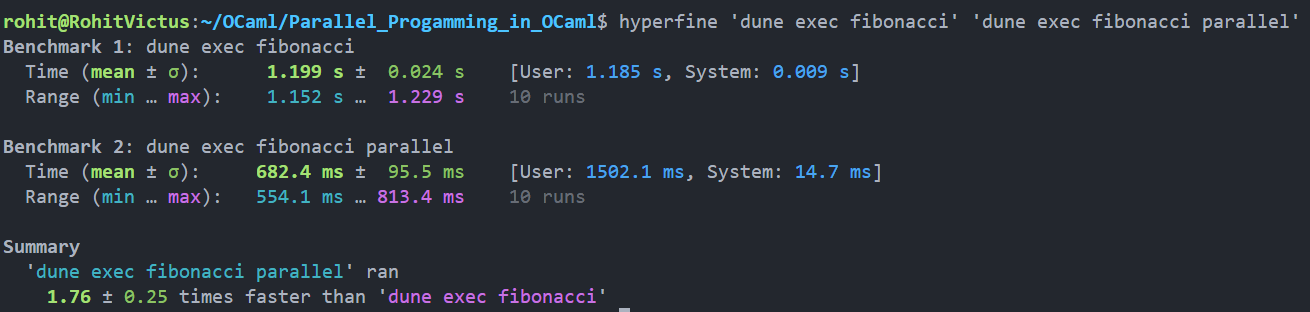 rohit@RohitVictus:~/OCaml/Parallel_Progamming_in_OCaml$ hyperfine 'dune exec fibonacci' 'dune exec fibonacci parallel'
Benchmark 1: dune exec fibonacci
  Time (mean ± σ):      1.199 s ±  0.024 s    [User: 1.185 s, System: 0.009 s]
  Range (min … max):    1.152 s …  1.229 s    10 runs

Benchmark 2: dune exec fibonacci parallel
  Time (mean ± σ):     682.4 ms ±  95.5 ms    [User: 1502.1 ms, System: 14.7 ms]
  Range (min … max):   554.1 ms … 813.4 ms    10 runs

Summary
  'dune exec fibonacci parallel' ran
    1.76 ± 0.25 times faster than 'dune exec fibonacci'